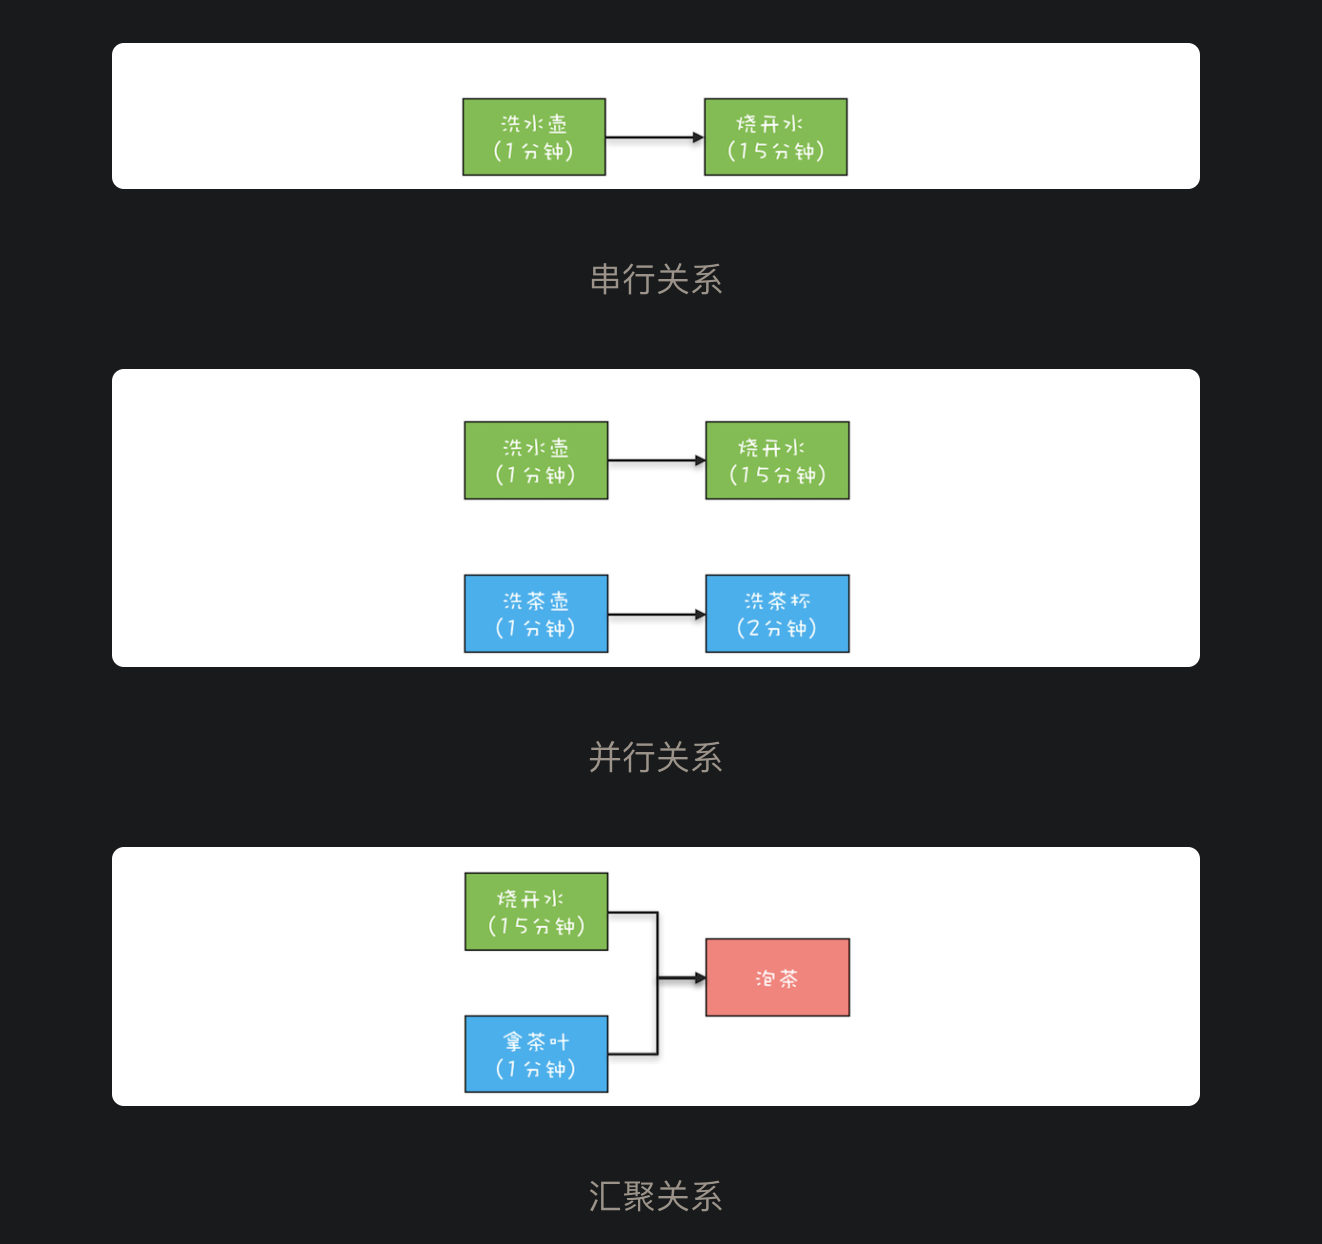 洗水壶
(1分钟)
烧开水
(15分钟)
串行关系
洗水壶
(1分钟)
烧开水
(15分钟)
洗茶壶
(1分钟)
洗茶杯
(2分钟)
并行关系
烧开水
(15分钟)
拿茶叶
(1分钟)
泡茶
汇聚关系